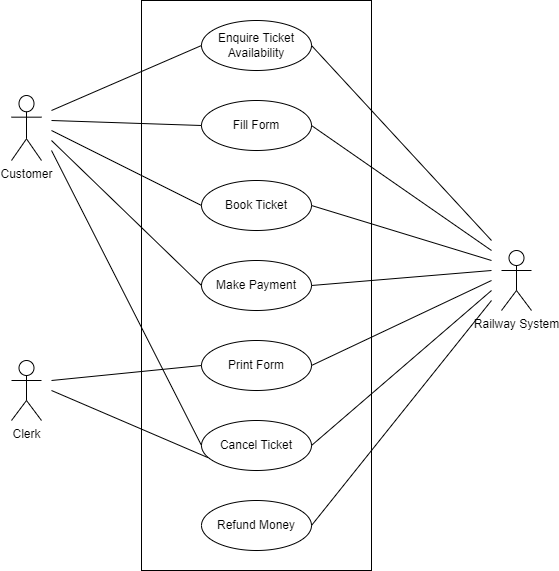 Enquire Ticket
Availability
Fill Form
Customer
Book Ticket
Make Payment
Railway System
Print Form
Clerk
Cancel Ticket
Refund Money